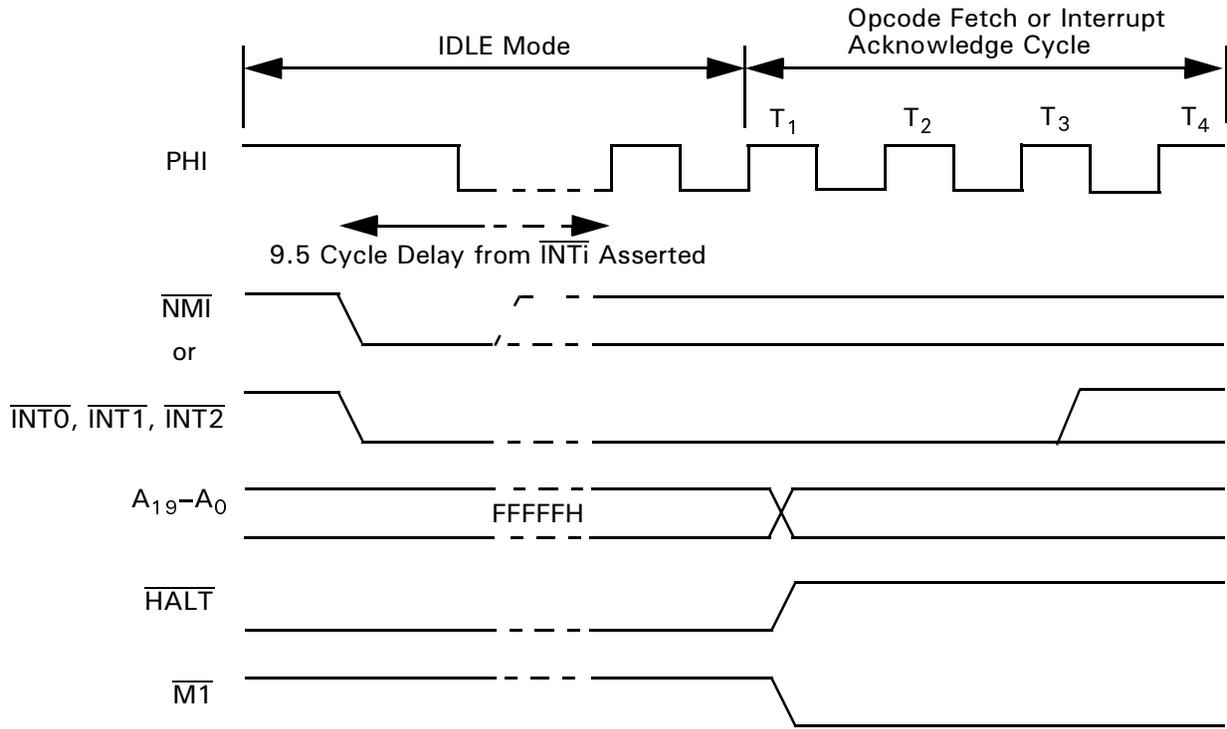 Opcode Fetch or Interrupt
IDLE Mode
Acknowledge Cycle
T1 T2 T3 T4
PHI
9.5 Cycle Delay from INTi Asserted
NMI
or
INT0, INT1, INT2
A19–A0
FFFFFH
HALT
M1